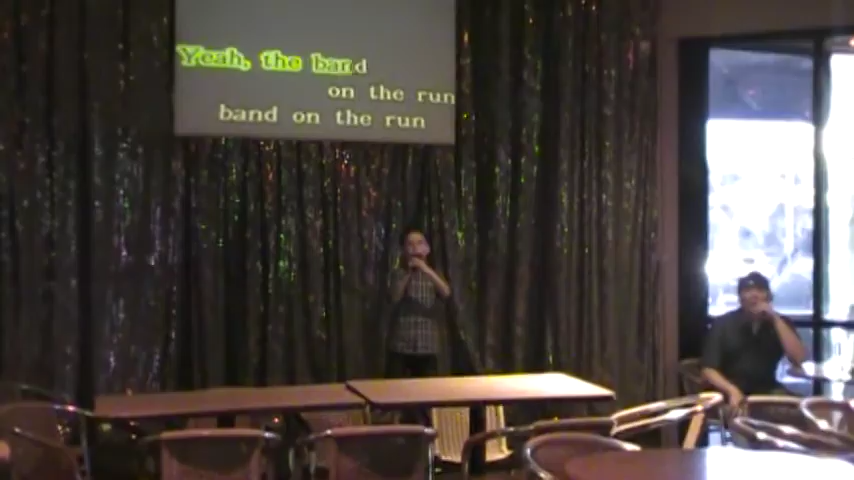 Yeah, the band
on the run
band on the run